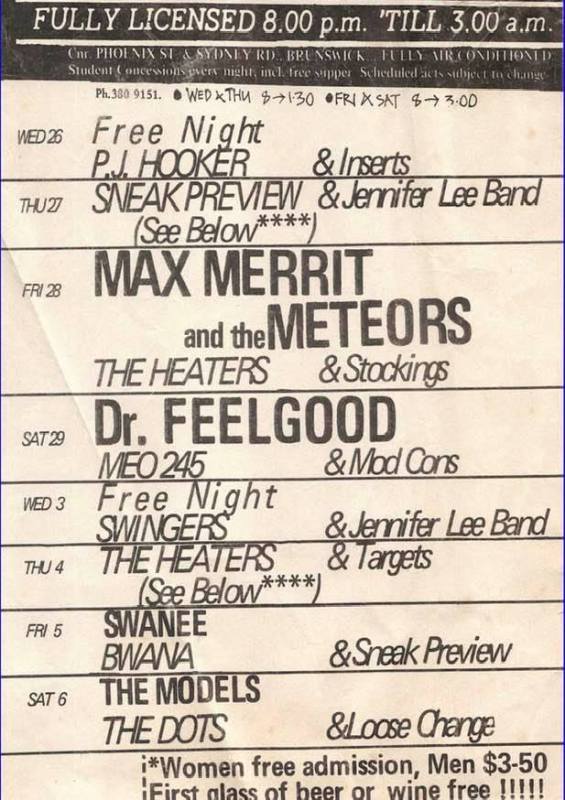 FULLY LICENSED 8.00 p.m. 'TILL 3.00 a.m.
Cnr. PHOENIX ST. & SYDNEY RD., BRUNSWICK... FULLY AIR CONDITIONED
Student Concessions every night, incl. free supper Scheduled acts subject to change
Ph.380 9151. • WED & THU 8→1·30 • FRI & SAT 8→ 3·00
WED 26 Free Night
P.J. HOOKER & Inserts
THU 27 SNEAK PREVIEW & Jennifer Lee Band
(See Below****)
FRI 28 MAX MERRIT
and the METEORS
THE HEATERS & Stockings
SAT 29 Dr. FEELGOOD
MEO 245 & Mod Cons
WED 3 Free Night
SWINGERS & Jennifer Lee Band
THU 4 THE HEATERS & Targets
(See Below****)
FRI 5 SWANEE
BWANA & Sneak Preview
SAT 6 THE MODELS
THE DOTS & Loose Change
¡*Women free admission, Men $3-50
¡First glass of beer or wine free !!!!!